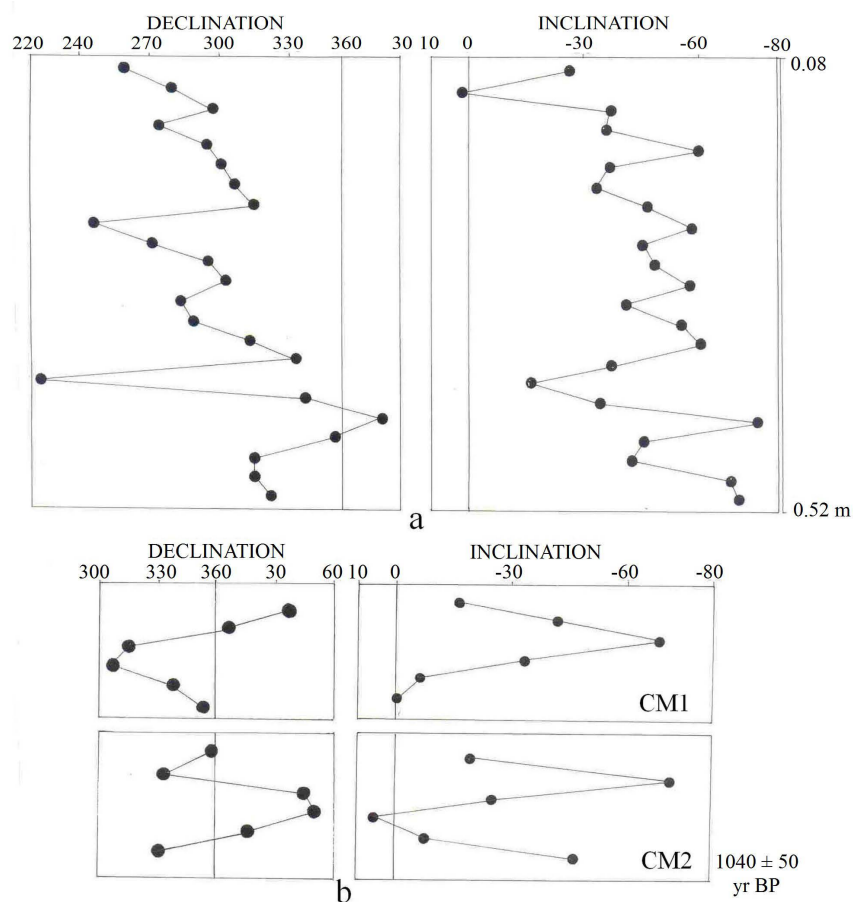 DECLINATION INCLINATION
220 240 270 300 330 360 30 10 0 -30 -60 -80
0.08
0.52 m
a
DECLINATION INCLINATION
300 330 360 30 60 10 0 -30 -60 -80
CM1
CM2 1040 ± 50
yr BP
b